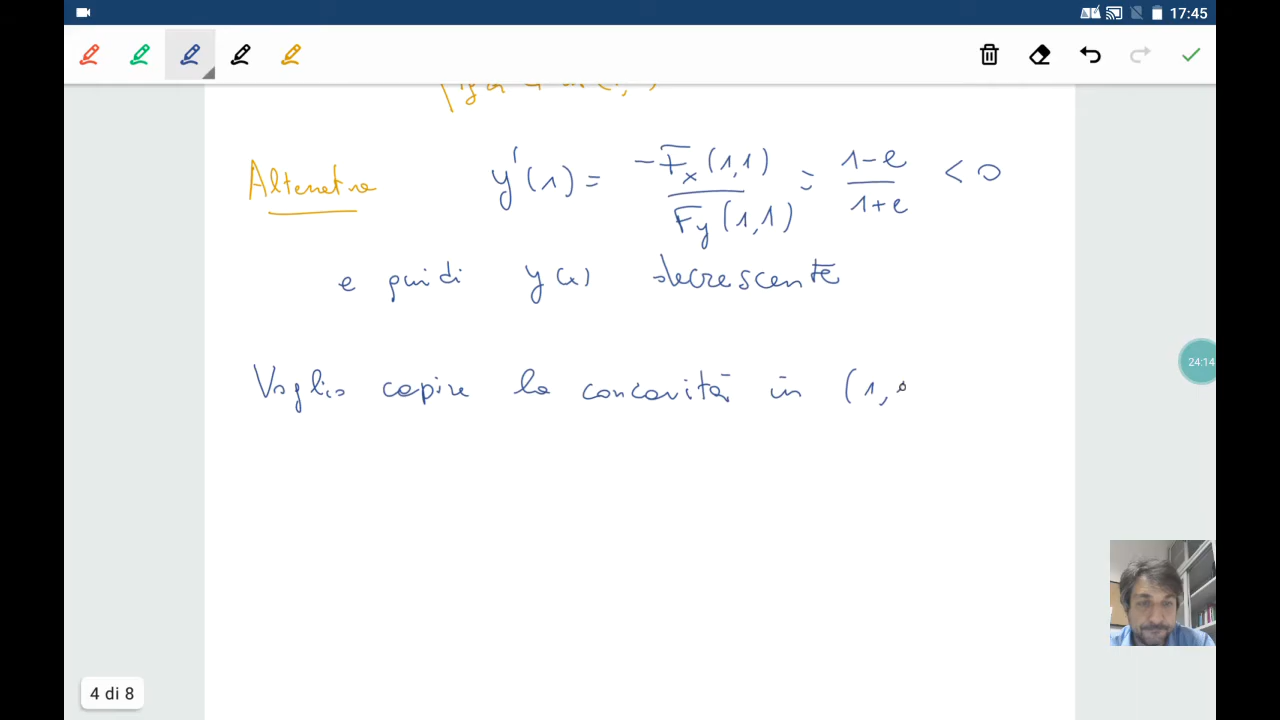 17:45
Alternativa y'(1) = -Fx(1,1) / Fy(1,1) = 1-e / 1+e < 0
e quindi y(x) decrescente
24:14
Voglio capire la concavità in (1,
4 di 8